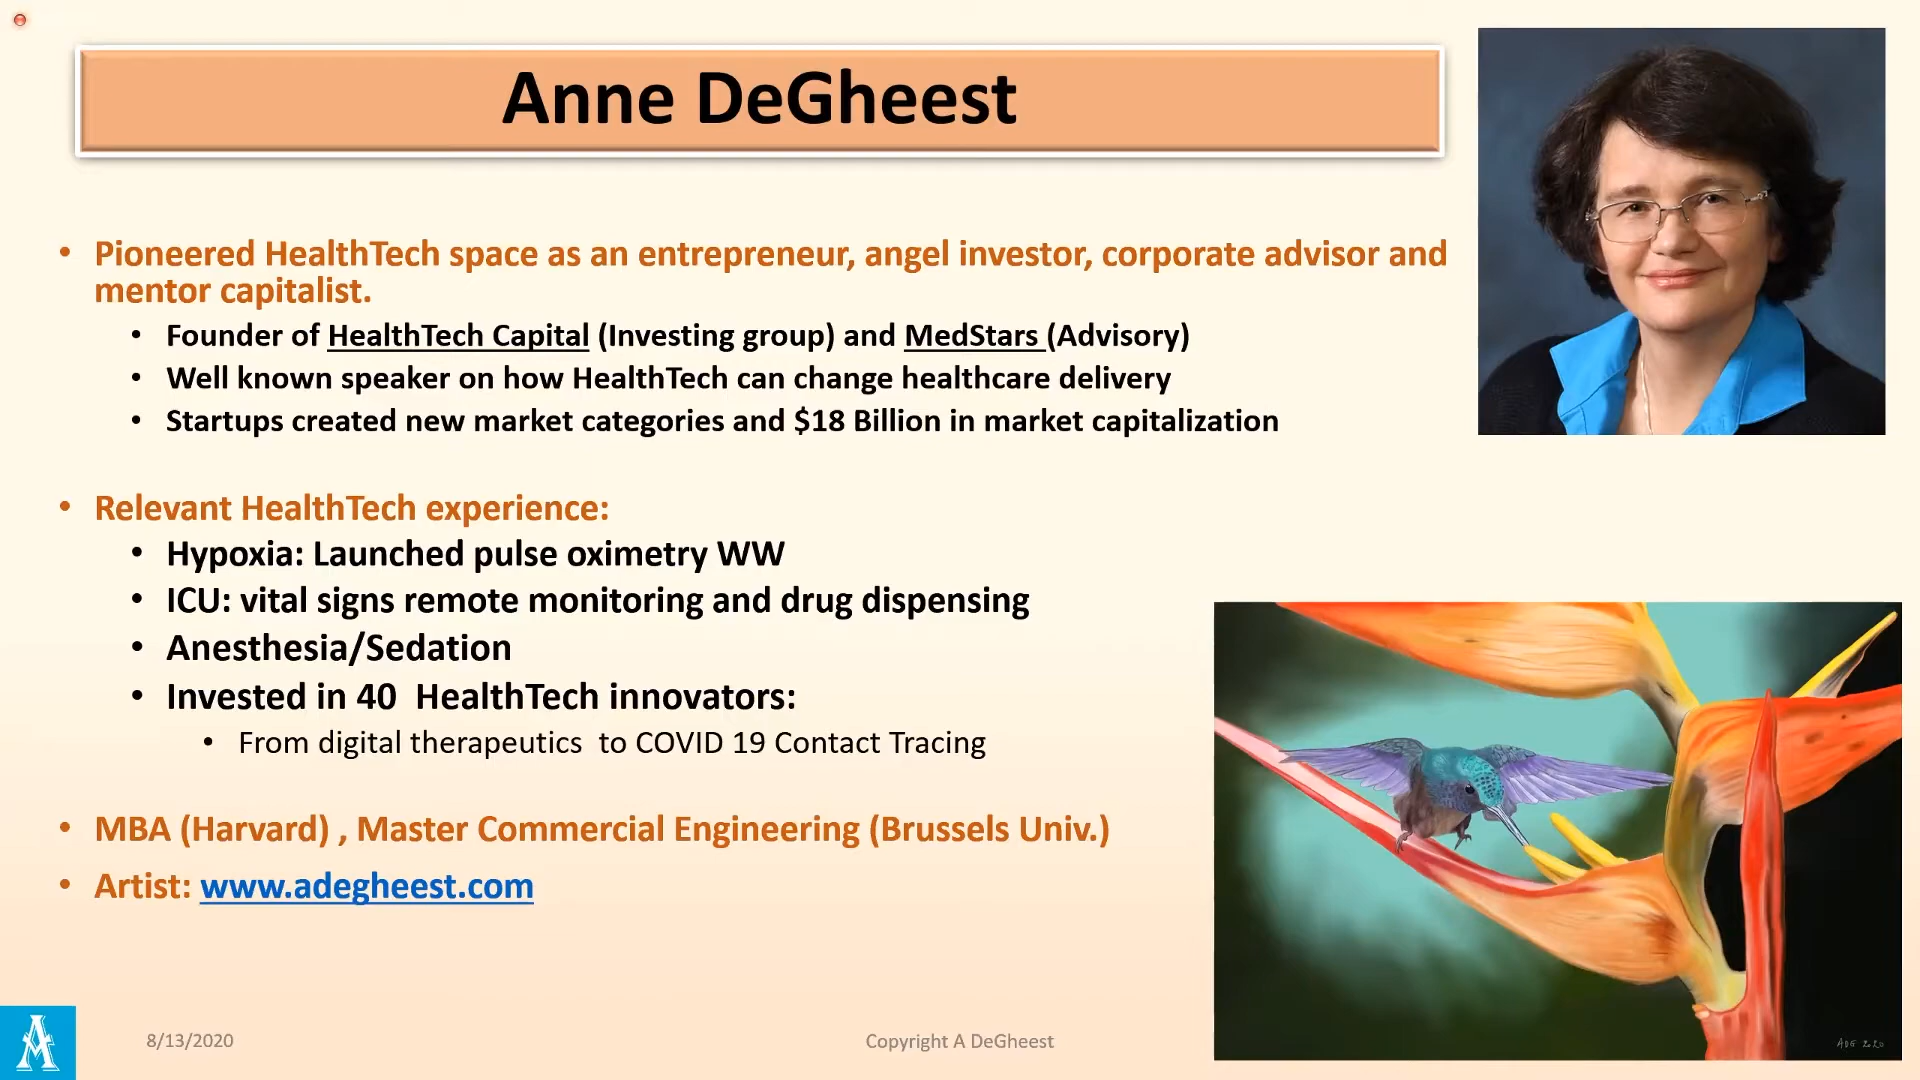 Anne DeGheest
• Pioneered HealthTech space as an entrepreneur, angel investor, corporate advisor and
mentor capitalist.
• Founder of HealthTech Capital (Investing group) and MedStars (Advisory)
• Well known speaker on how HealthTech can change healthcare delivery
• Startups created new market categories and $18 Billion in market capitalization
• Relevant HealthTech experience:
• Hypoxia: Launched pulse oximetry WW
• ICU: vital signs remote monitoring and drug dispensing
• Anesthesia/Sedation
• Invested in 40  HealthTech innovators:
• From digital therapeutics  to COVID 19 Contact Tracing
• MBA (Harvard) , Master Commercial Engineering (Brussels Univ.)
• Artist: www.adegheest.com
A
8/13/2020
Copyright A DeGheest
ADG 2020